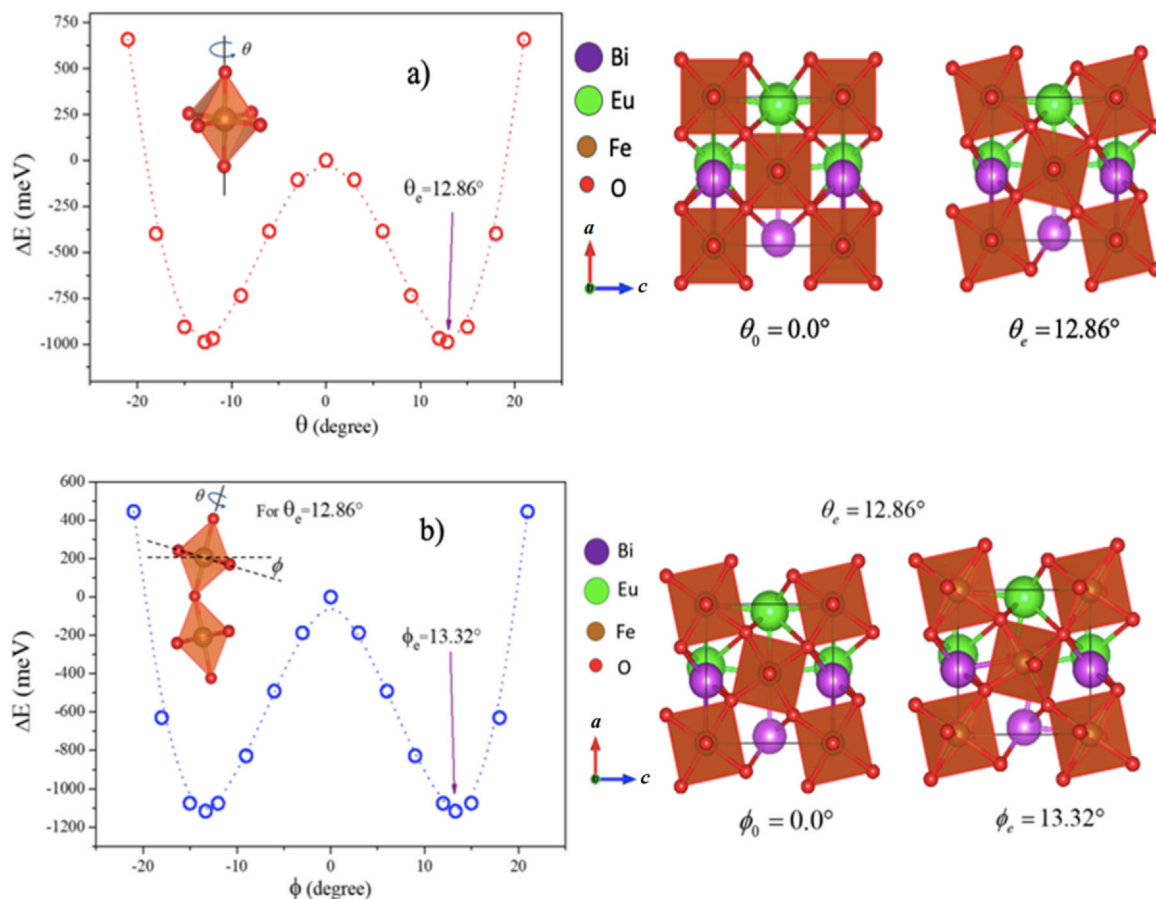 750
500
250
0
-250
-500
-750
-1000
ΔE (meV)
θ
a)
θe=12.86°
-20 -10 0 10 20
θ (degree)
Bi
Eu
Fe
O
a
b
c
θ0 = 0.0°
θe = 12.86°
600
400
200
0
-200
-400
-600
-800
-1000
-1200
ΔE (meV)
θ
For θe=12.86°
b)
ϕ
ϕe=13.32°
-20 -10 0 10 20
ϕ (degree)
θe = 12.86°
Bi
Eu
Fe
O
a
b
c
ϕ0 = 0.0°
ϕe = 13.32°